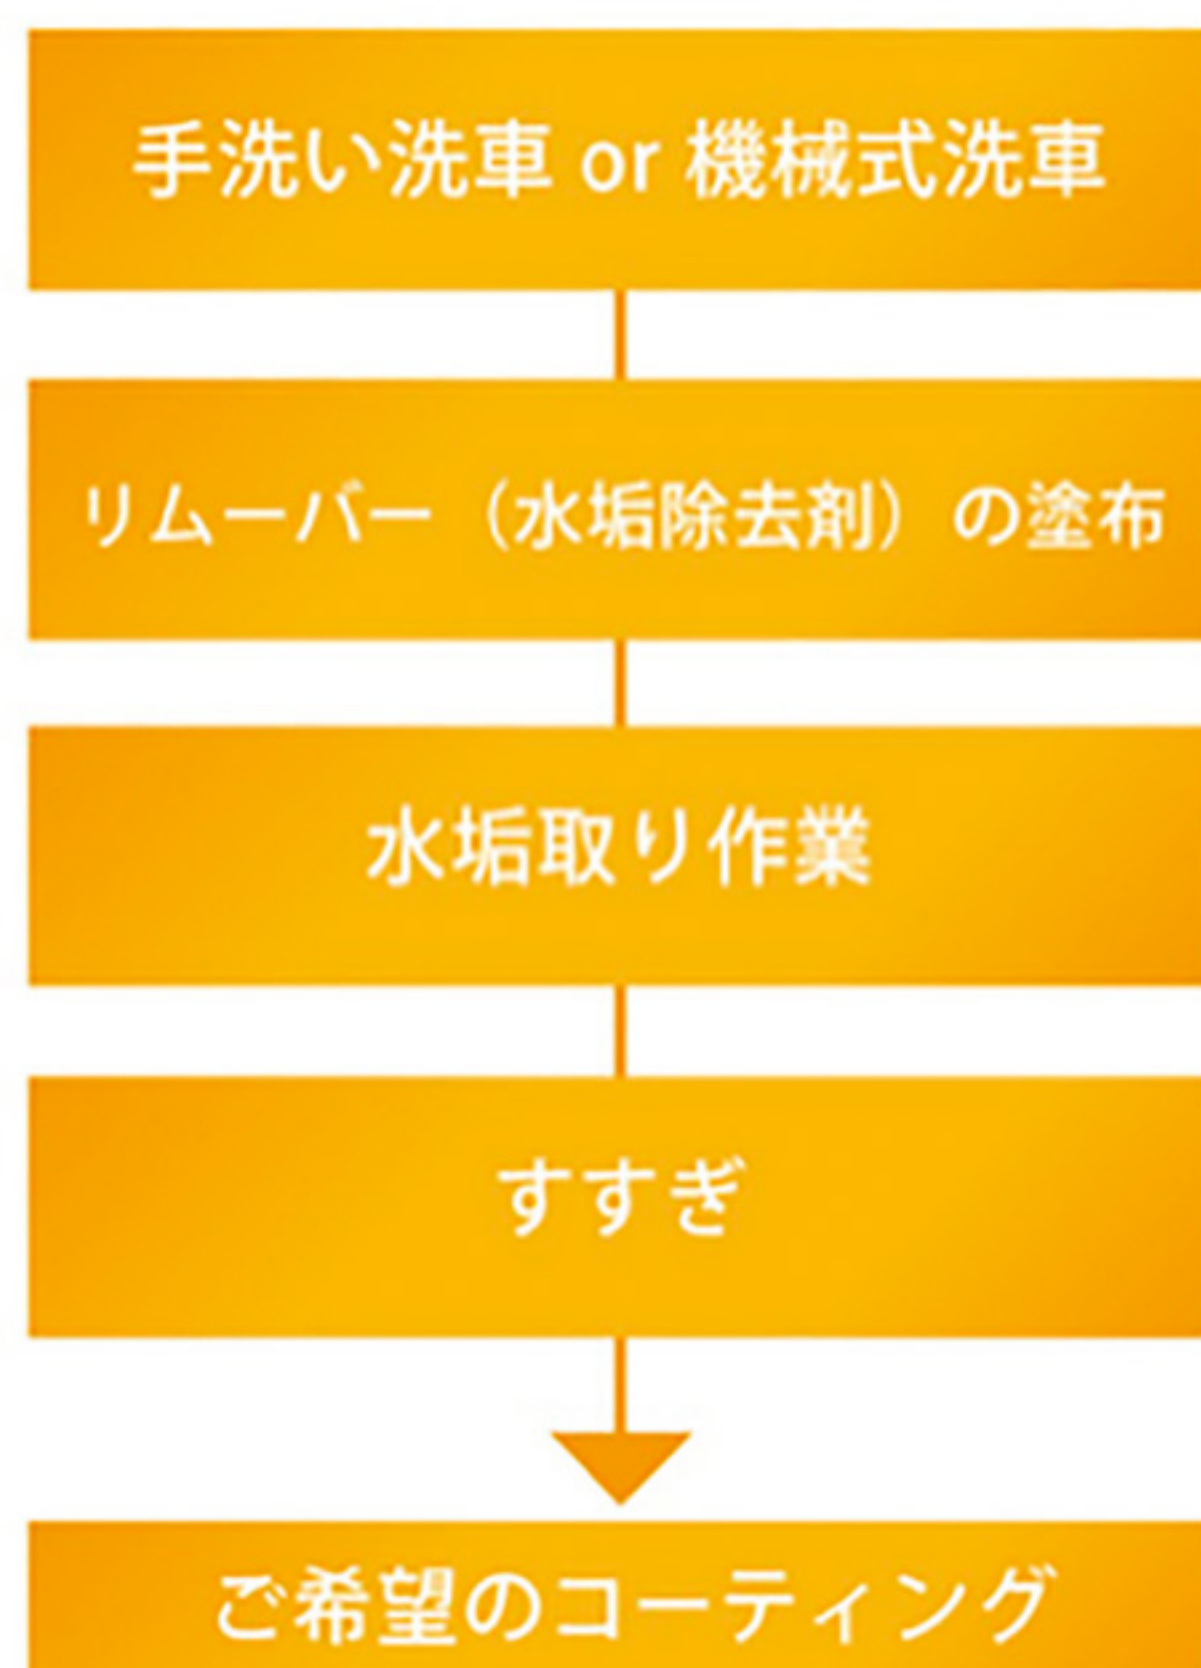 手洗い洗車 or 機械式洗車
リムーバー（水垢除去剤）の塗布
水垢取り作業
すすぎ
ご希望のコーティング